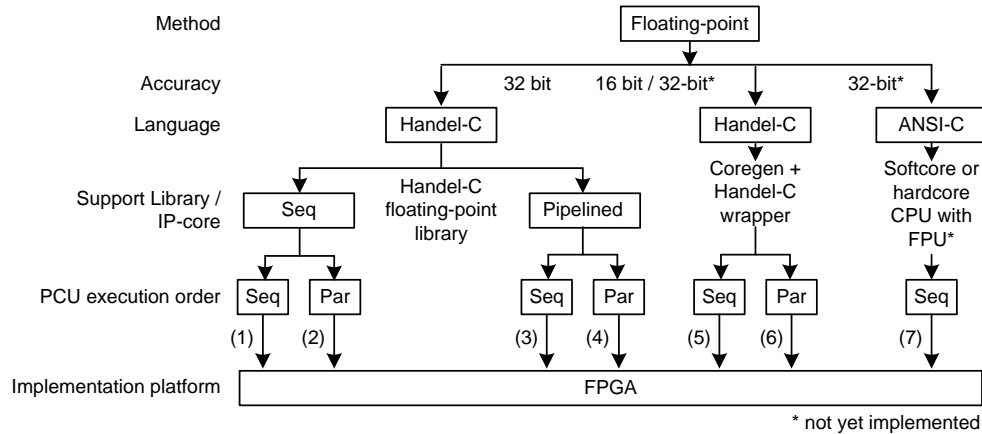 Method
Floating-point
Accuracy
32 bit
16 bit / 32-bit*
32-bit*
Language
Handel-C
Handel-C
ANSI-C
Support Library /
IP-core
Seq
Handel-C
floating-point
library
Pipelined
Coregen +
Handel-C
wrapper
Softcore or
hardcore
CPU with
FPU*
PCU execution order
Seq
Par
Seq
Par
Seq
Par
Seq
(1)
(2)
(3)
(4)
(5)
(6)
(7)
Implementation platform
FPGA
* not yet implemented